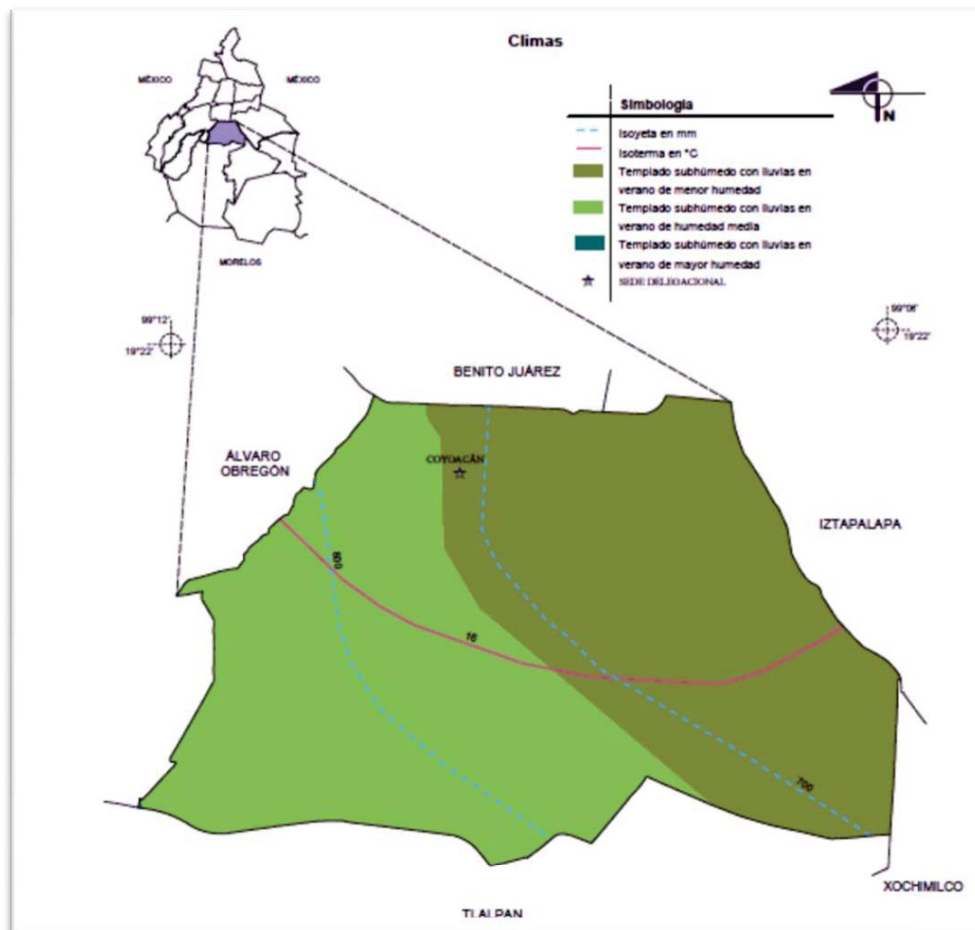 Climas
MÉXICO
MÉXICO
MORELOS
N
Simbología
Isoyeta en mm
Isoterma en °C
Templado subhúmedo con lluvias en
verano de menor humedad
Templado subhúmedo con lluvias en
verano de humedad media
Templado subhúmedo con lluvias en
verano de mayor humedad
SEDE DELEGACIONAL
99°12'
19°22'
99°06'
19°22'
BENITO JUÁREZ
ÁLVARO
OBREGÓN
COYOACÁN
IZTAPALAPA
800
16
700
XOCHIMILCO
TLALPAN